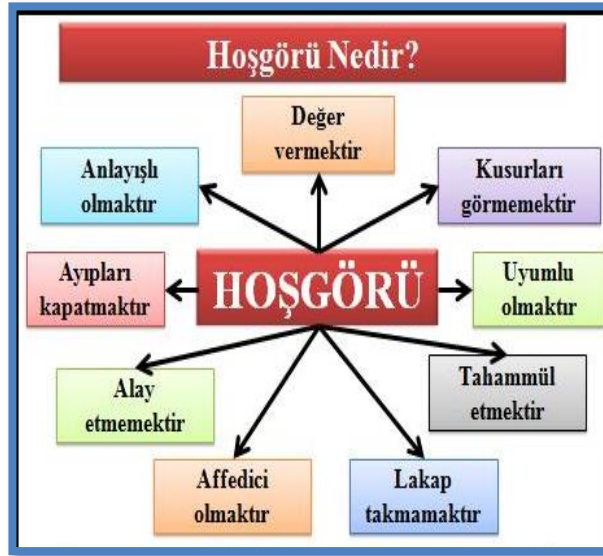 Hoşgörü Nedir?
Değer
vermektir
Anlayışlı
olmaktır
Kusurları
görmemektir
Ayıpları
kapatmaktır
HOŞGÖRÜ
Uyumlu
olmaktır
Alay
etmemektir
Tahammül
etmektir
Affedici
olmaktır
Lakap
takmamaktır